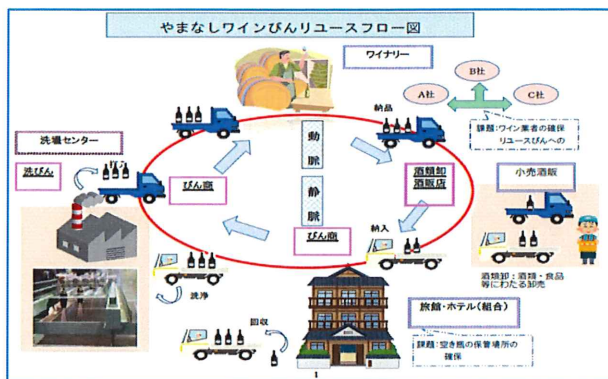 やまなしワインびんリユースフロー図
ワイナリー
A社
B社
C社
課題:ワイン業者の確保
リユースびんへの
納品
動脈
静脈
洗壜センター
洗びん
びん商
酒類卸
酒販店
小売酒販
酒類卸:酒類・食品
等にわたる卸売
びん商
納入
洗浄
回収
旅館・ホテル(組合)
課題:空き瓶の保管場所の
確保
1